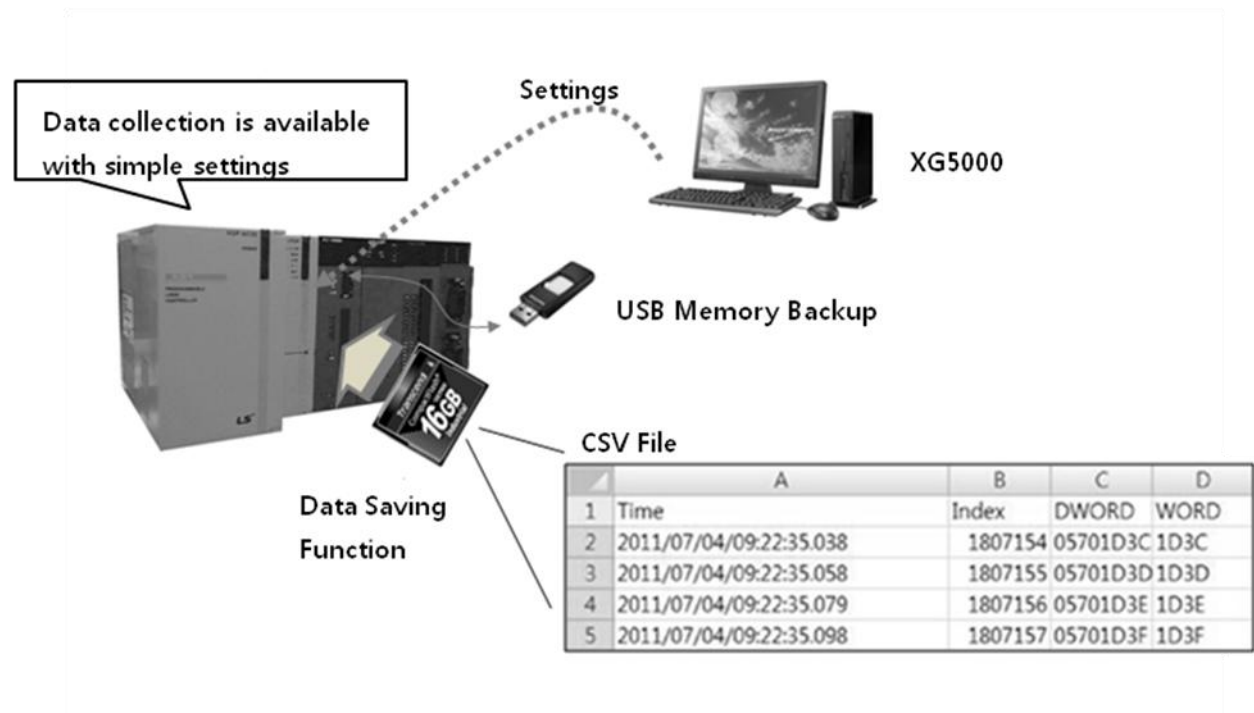 Data collection is available
with simple settings
Settings
XG5000
USB Memory Backup
LS
Transcend
16GB
Industrial
Data Saving
Function
CSV File
A B C D
1 Time Index DWORD WORD
2 2011/07/04/09:22:35.038 1807154 05701D3C 1D3C
3 2011/07/04/09:22:35.058 1807155 05701D3D 1D3D
4 2011/07/04/09:22:35.079 1807156 05701D3E 1D3E
5 2011/07/04/09:22:35.098 1807157 05701D3F 1D3F